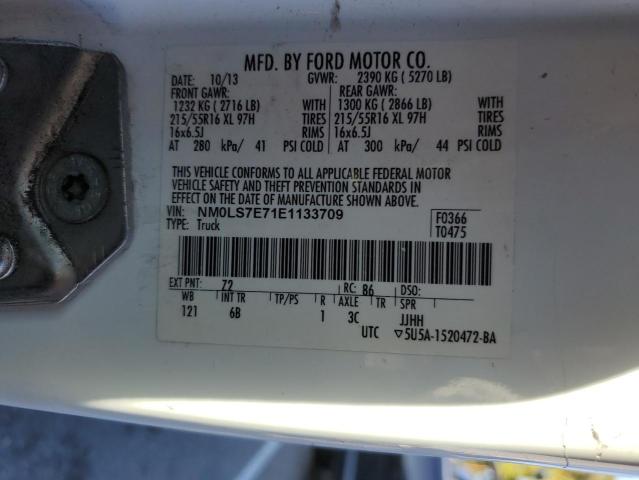 MFD. BY FORD MOTOR CO.
DATE: 10/13 GVWR: 2390 KG ( 5270 LB)
FRONT GAWR: REAR GAWR:
1232 KG ( 2716 LB) WITH 1300 KG ( 2866 LB) WITH
215/55R16 XL 97H TIRES 215/55R16 XL 97H TIRES
16x6.5J RIMS 16x6.5J RIMS
AT 280 kPa/ 41 PSI COLD AT 300 kPa/ 44 PSI COLD
THIS VEHICLE CONFORMS TO ALL APPLICABLE FEDERAL MOTOR
VEHICLE SAFETY AND THEFT PREVENTION STANDARDS IN
EFFECT ON THE DATE OF MANUFACTURE SHOWN ABOVE.
VIN: NM0LS7E71E1133709 F0366
TYPE: Truck T0475
EXT PNT: Z2 RC: 86 DSO:
WB INT TR TP/PS R AXLE TR SPR
121 6B 1 3C JJHH
UTC ▽5U5A-1520472-BA